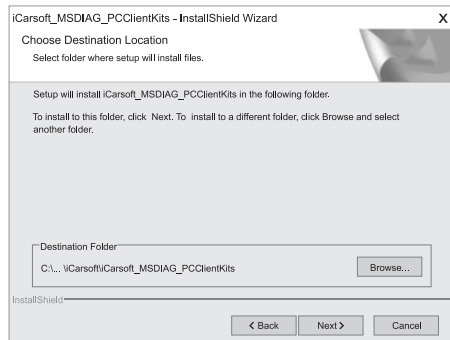 iCarsoft_MSDIAG_PCClientKits - InstallShield Wizard X
Choose Destination Location
Select folder where setup will install files.
Setup will install iCarsoft_MSDIAG_PCClientKits in the following folder.
To install to this folder, click Next. To install to a different folder, click Browse and select
another folder.
Destination Folder
C:\... \iCarsoft\iCarsoft_MSDIAG_PCClientKits
Browse...
InstallShield
< Back Next > Cancel